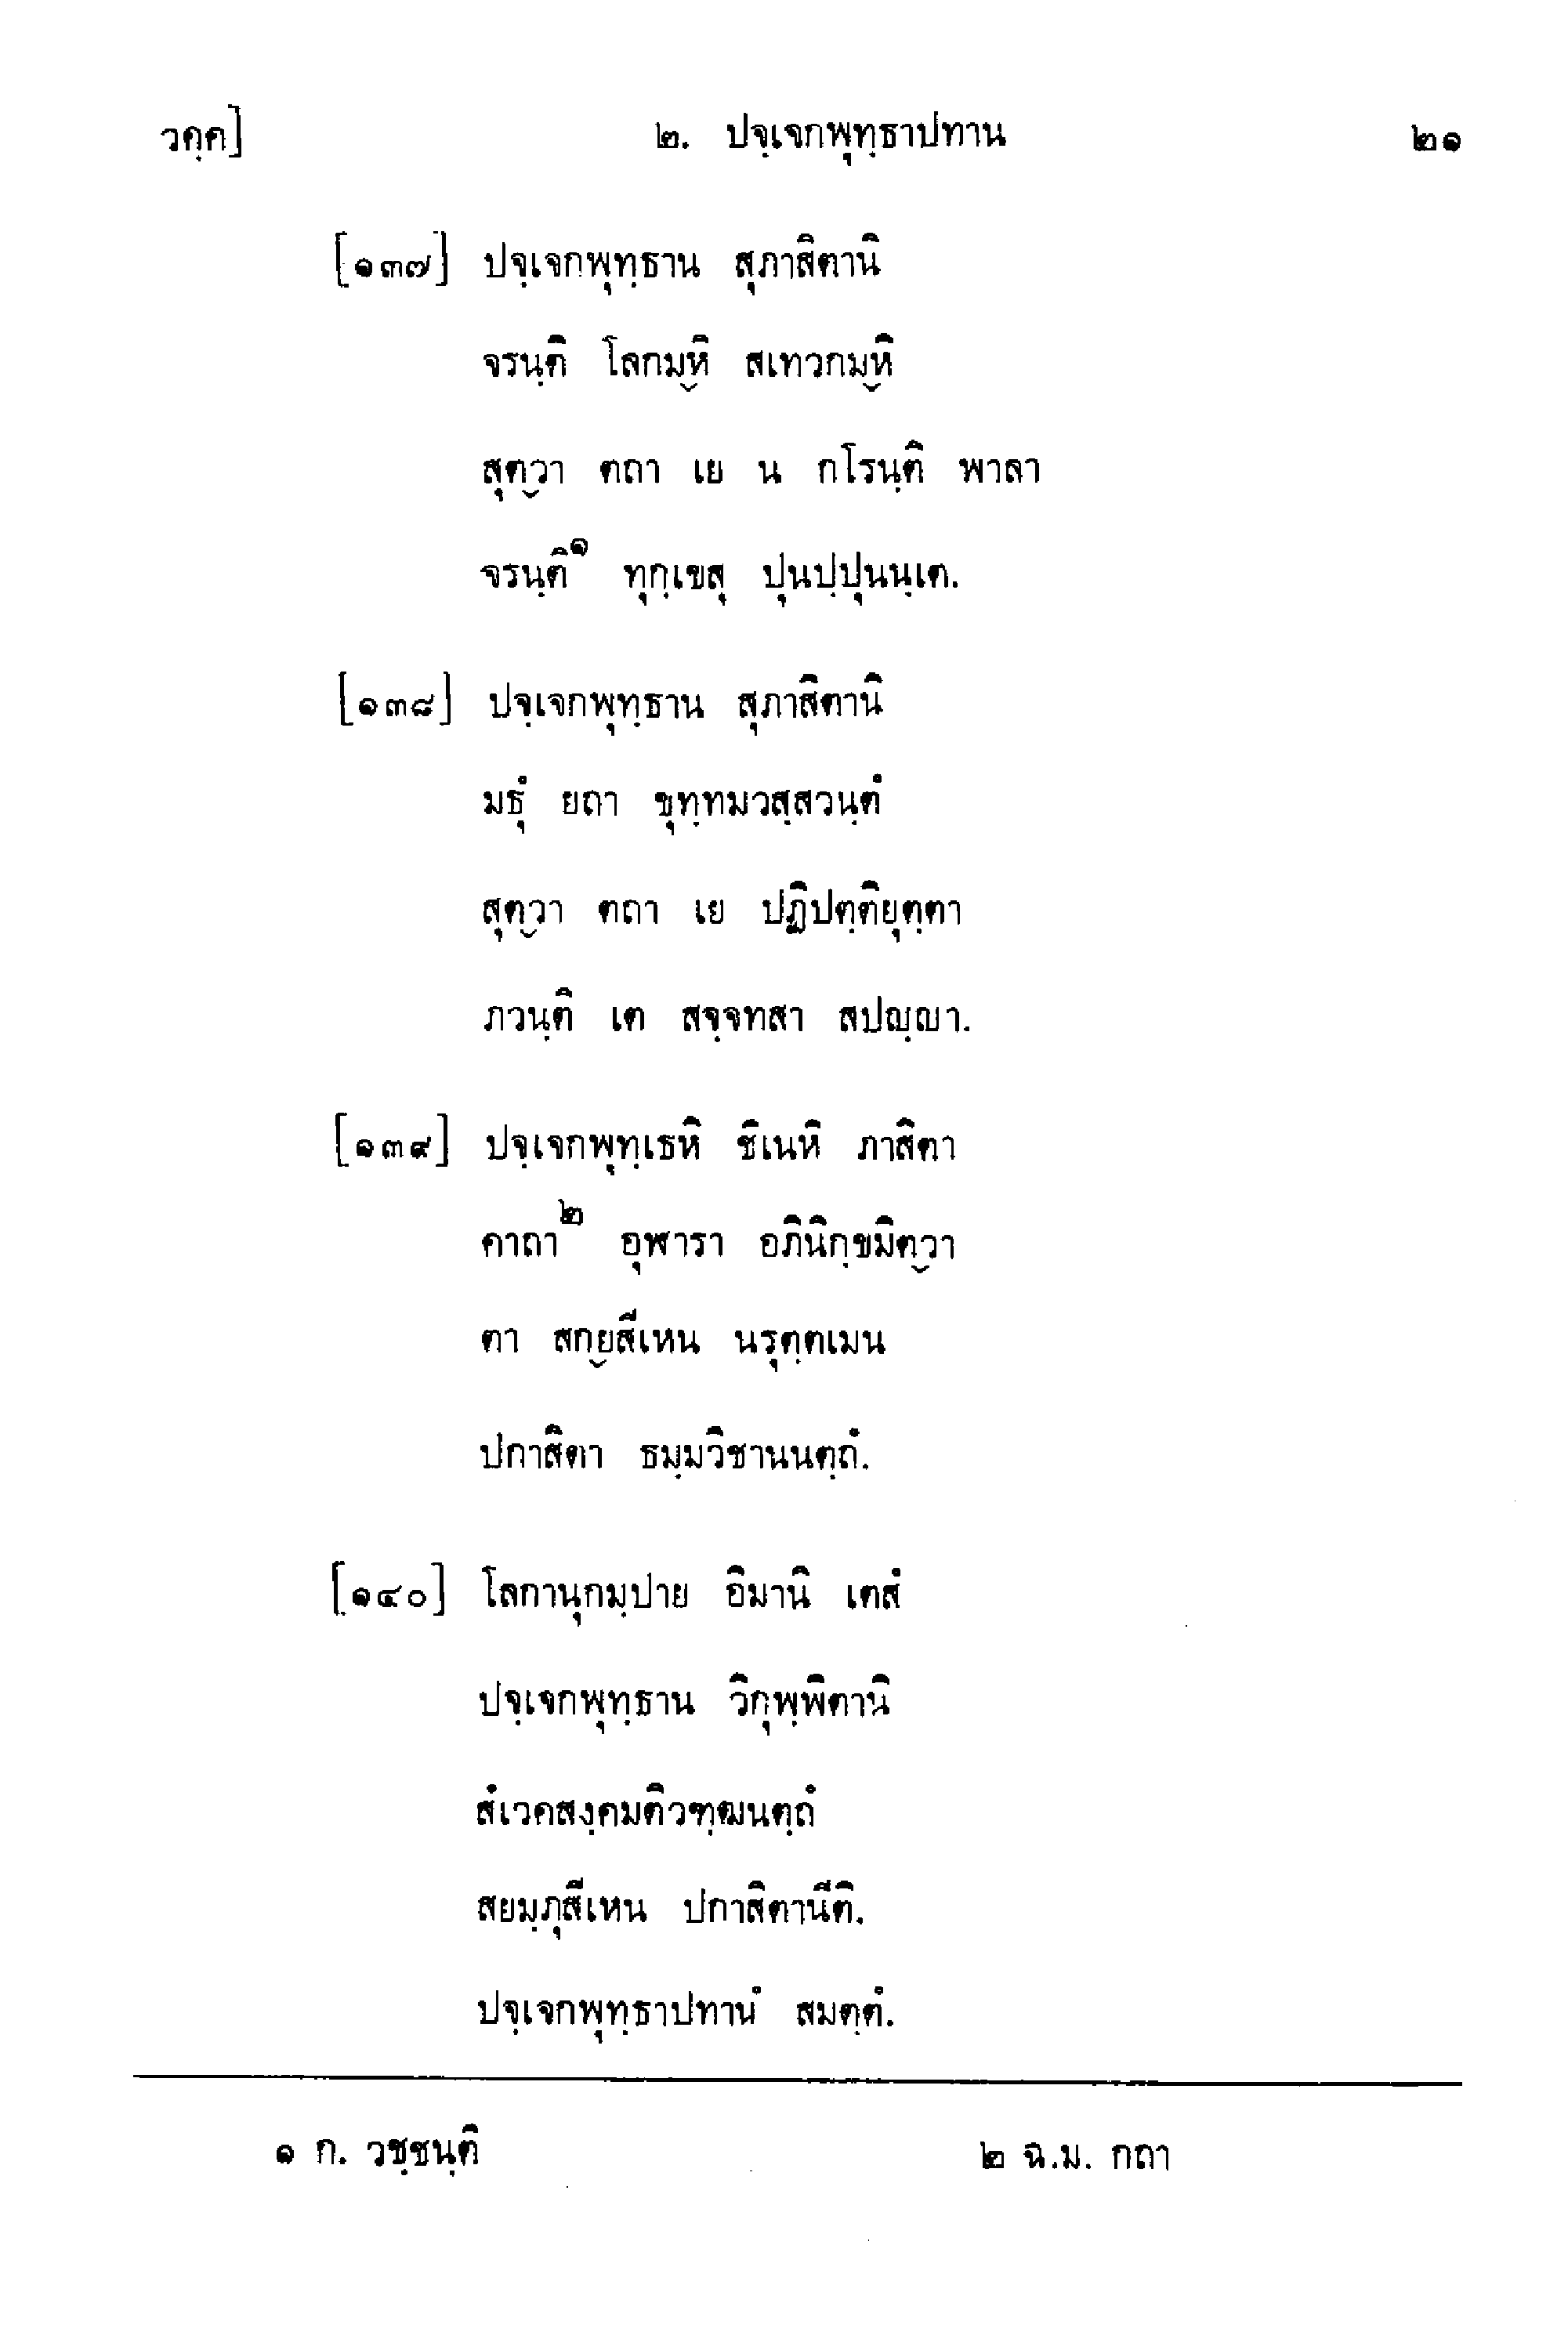 วคฺค] ๒. ปจฺเจกพุทฺธาปทาน ๒๑
[๑๓๗] ปจฺเจกพุทฺธาน สุภาสิตานิ
จรนฺติ โลกมฺหิ สเทวกมฺหิ
สุตฺวา ตถา เย น กโรนฺติ พาลา
จรนฺติ๑ ทุกฺเขสุ ปุนปฺปุนนฺเต.
[๑๓๘] ปจฺเจกพุทฺธาน สุภาสิตานิ
มธุํ ยถา ขุทฺทมวสฺสวนฺตํ
สุตฺวา ตถา เย ปฏิปตฺติยุตฺตา
ภวนฺติ เต สจฺจทสา สปญฺญา.
[๑๓๙] ปจฺเจกพุทฺเธหิ ชิเนหิ ภาสิตา
คาถา๒ อุฬารา อภินิกฺขมิตฺวา
ตา สกฺยสีเหน นรุตฺตเมน
ปกาสิตา ธมฺมวิชานนตฺถํ.
[๑๔๐] โลกานุกมฺปาย อิมานิ เตสํ
ปจฺเจกพุทฺธาน วิกุพฺพิตานิ
สํเวคสงฺคมติวฑฺฒนตฺถํ
สยมฺภุสีเหน ปกาสิตานีติ.
ปจฺเจกพุทฺธาปทานํ สมตฺตํ.
๑ ก. วชฺชนฺติ ๒ ฉ.ม. กถา